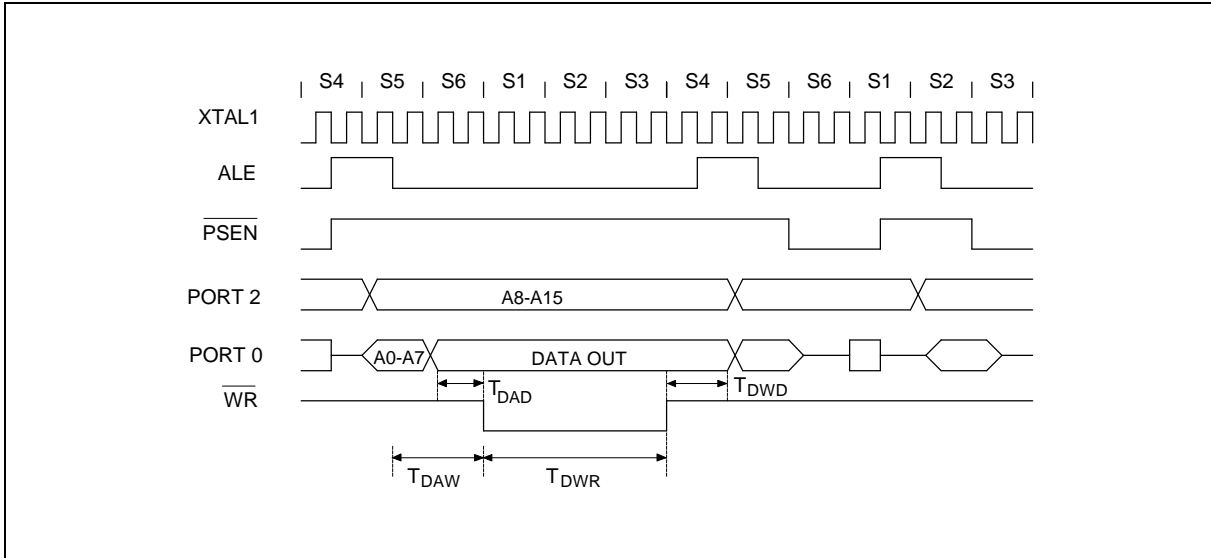 S4 S5 S6 S1 S2 S3 S4 S5 S6 S1 S2 S3
XTAL1
ALE
PSEN
PORT 2 A8-A15
PORT 0 A0-A7 DATA OUT
TDAD TDWD
WR
TDAW TDWR